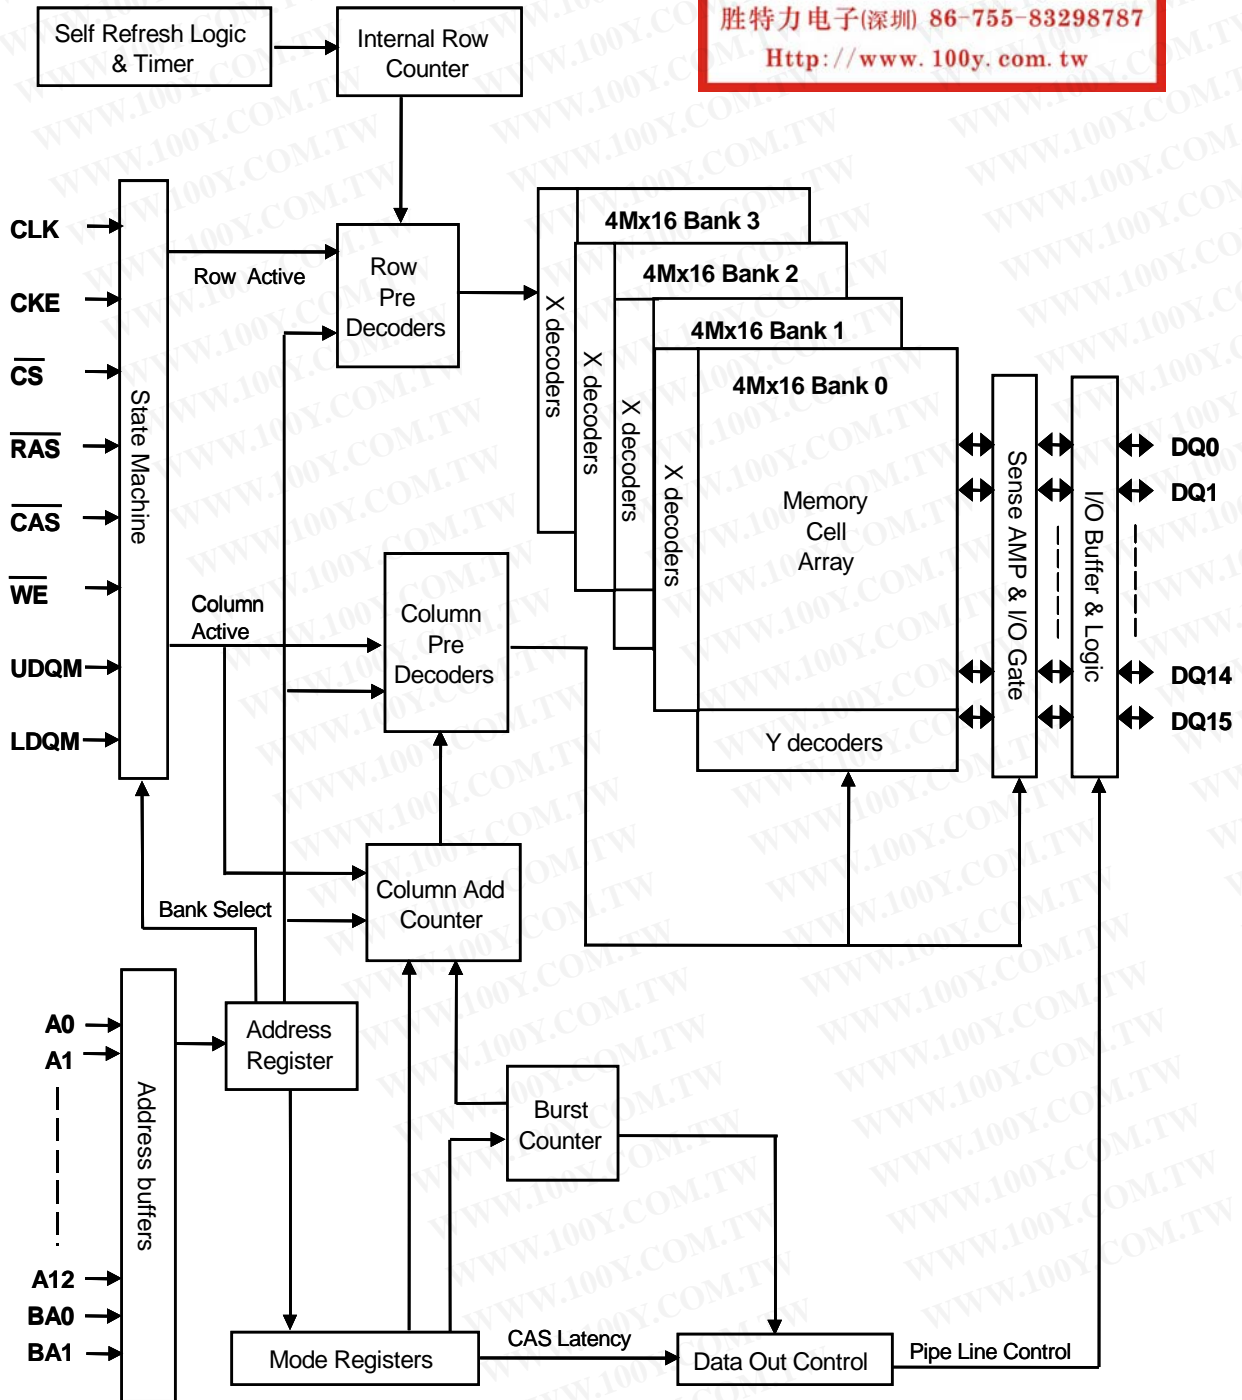 胜特力电子(深圳) 86-755-83298787
Http://www.100y.com.tw
Self Refresh Logic
& Timer
Internal Row
Counter
CLK
CKE
CS
RAS
CAS
WE
UDQM
LDQM
State Machine
Row Active
Row
Pre
Decoders
Column
Active
Column
Pre
Decoders
4Mx16 Bank 3
4Mx16 Bank 2
4Mx16 Bank 1
4Mx16 Bank 0
X decoders
X decoders
X decoders
X decoders
Memory
Cell
Array
Y decoders
Sense AMP & I/O Gate
I/O Buffer & Logic
DQ0
DQ1
DQ14
DQ15
Bank Select
Column Add
Counter
A0
A1
A12
BA0
BA1
Address buffers
Address
Register
Burst
Counter
Mode Registers
CAS Latency
Data Out Control
Pipe Line Control
WWW.100Y.COM.TW